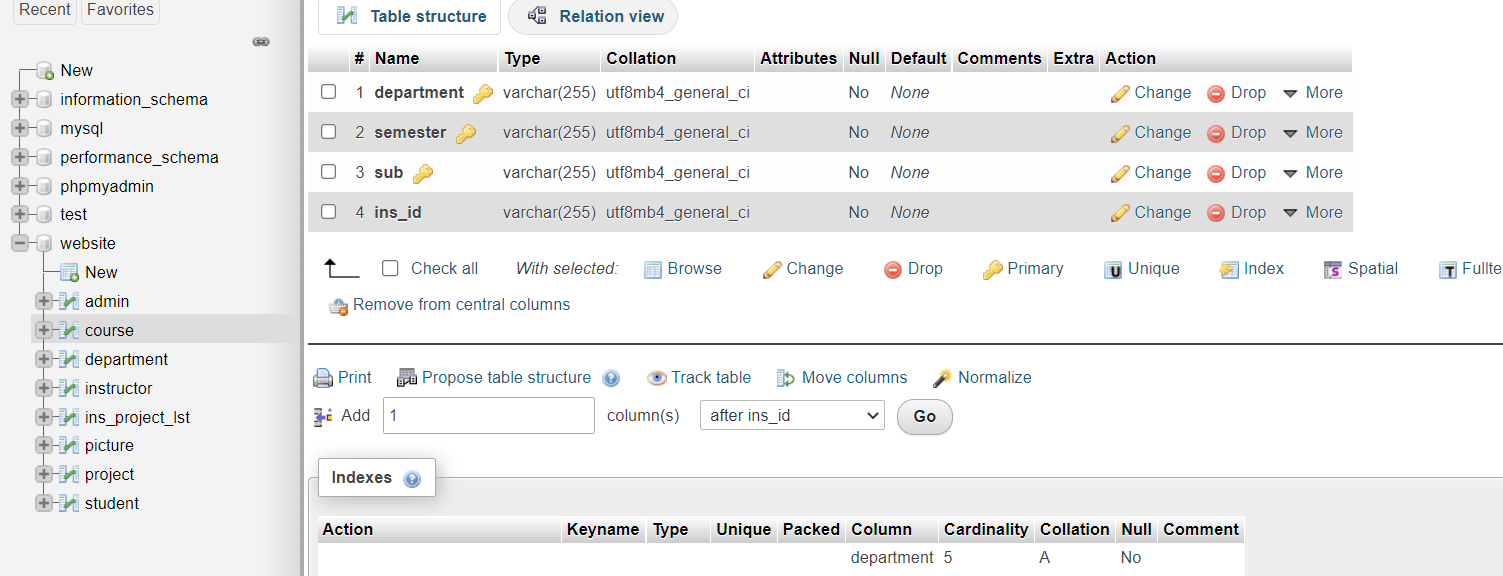 Recent Favorites
New
information_schema
mysql
performance_schema
phpmyadmin
test
website
New
admin
course
department
instructor
ins_project_lst
picture
project
student
Table structure Relation view
# Name Type Collation Attributes Null Default Comments Extra Action
1 department varchar(255) utf8mb4_general_ci No None Change Drop More
2 semester varchar(255) utf8mb4_general_ci No None Change Drop More
3 sub varchar(255) utf8mb4_general_ci No None Change Drop More
4 ins_id varchar(255) utf8mb4_general_ci No None Change Drop More
Check all With selected: Browse Change Drop Primary Unique Index Spatial Fullte
Remove from central columns
Print Propose table structure Track table Move columns Normalize
Add 1 column(s) after ins_id Go
Indexes
Action Keyname Type Unique Packed Column Cardinality Collation Null Comment
department 5 A No